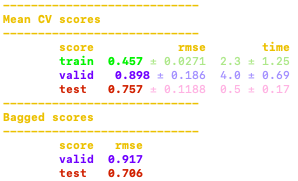 ----------------------------
Mean CV scores
----------------------------
score rmse time
train 0.457 ± 0.0271 2.3 ± 1.25
valid 0.898 ± 0.186 4.0 ± 0.69
test 0.757 ± 0.1188 0.5 ± 0.17
----------------------------
Bagged scores
----------------------------
score rmse
valid 0.917
test 0.706